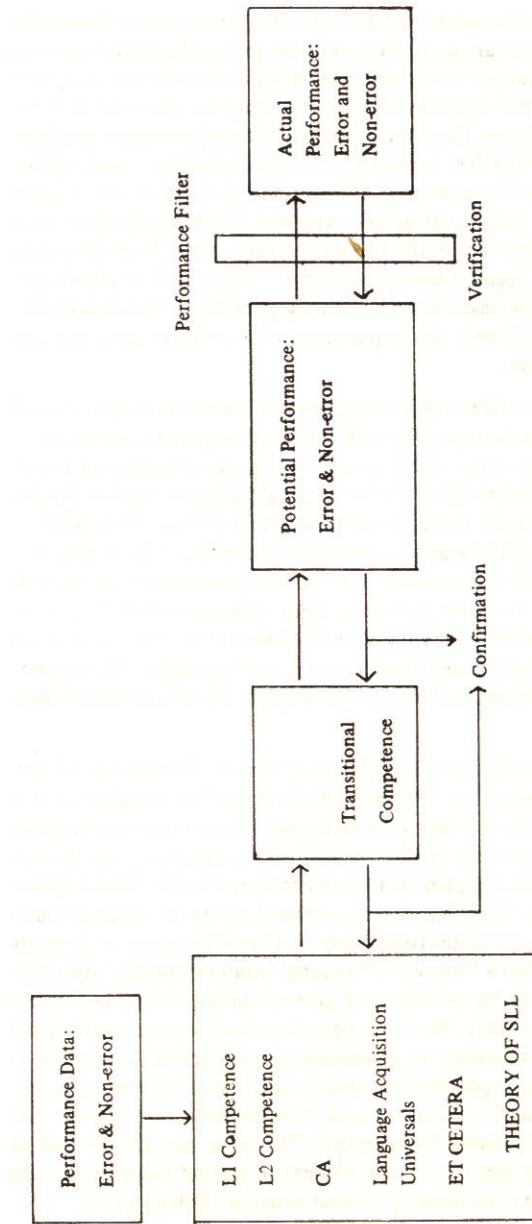 Performance Data:
Error & Non-error
L1 Competence
L2 Competence
CA
Language Acquisition
Universals
ET CETERA
THEORY OF SLL
Transitional
Competence
Confirmation
Potential Performance:
Error & Non-error
Performance Filter
Verification
Actual
Performance:
Error and
Non-error